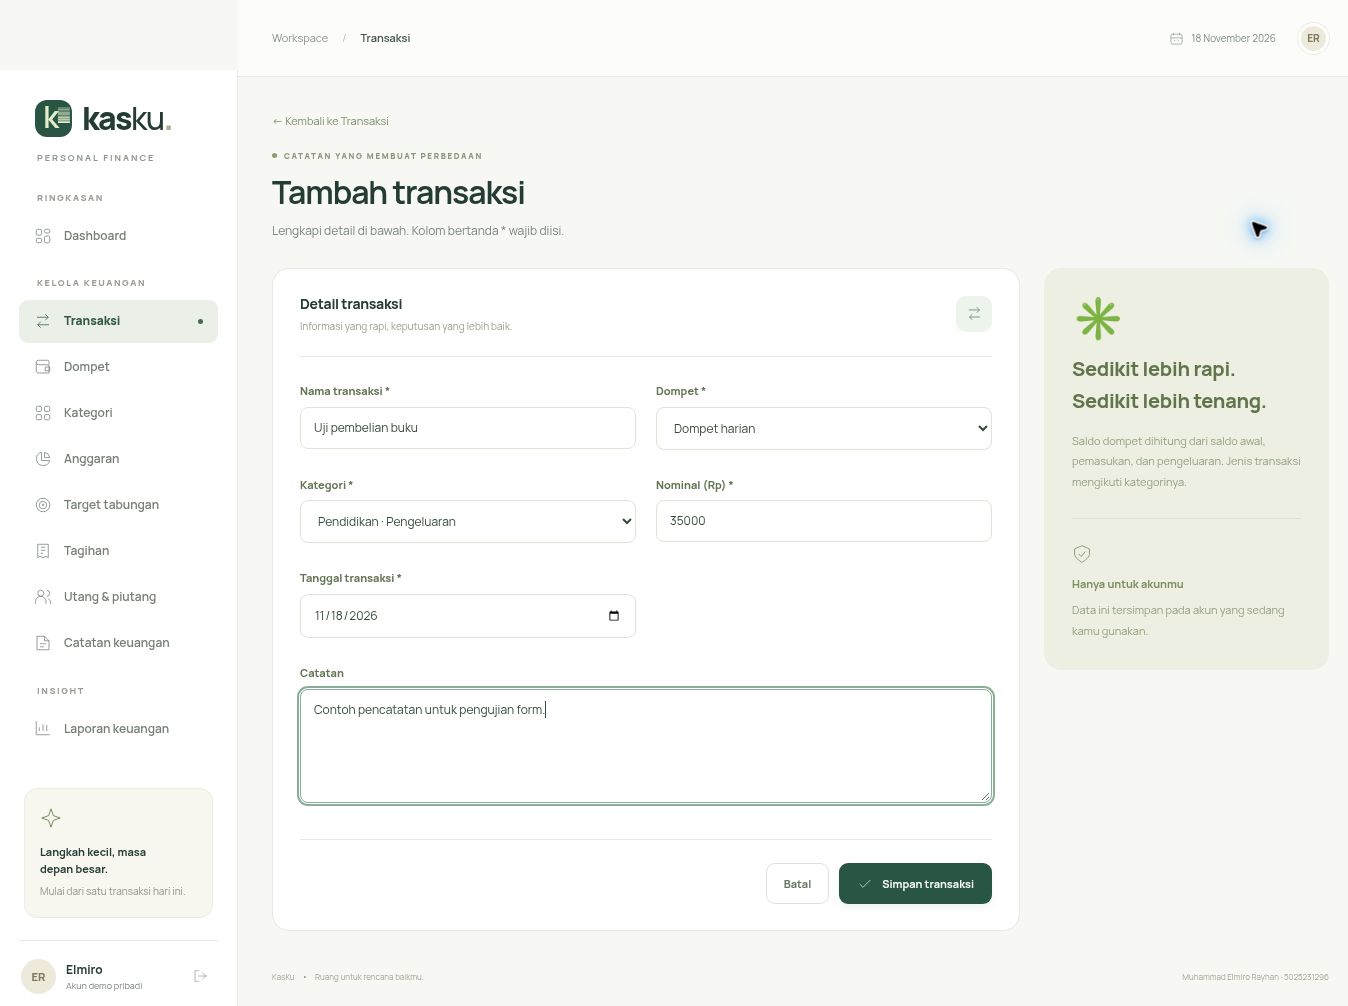 Workspace / Transaksi
18 November 2026
ER
kasku.
PERSONAL FINANCE
RINGKASAN
Dashboard
KELOLA KEUANGAN
Transaksi
Dompet
Kategori
Anggaran
Target tabungan
Tagihan
Utang & piutang
Catatan keuangan
INSIGHT
Laporan keuangan
Langkah kecil, masa
depan besar.
Mulai dari satu transaksi hari ini.
ER
Elmiro
Akun demo pribadi
← Kembali ke Transaksi
CATATAN YANG MEMBUAT PERBEDAAN
Tambah transaksi
Lengkapi detail di bawah. Kolom bertanda * wajib diisi.
Detail transaksi
Informasi yang rapi, keputusan yang lebih baik.
Nama transaksi *
Uji pembelian buku
Dompet *
Dompet harian
Kategori *
Pendidikan · Pengeluaran
Nominal (Rp) *
35000
Tanggal transaksi *
11/18/2026
Catatan
Contoh pencatatan untuk pengujian form.
Batal
Simpan transaksi
Sedikit lebih rapi.
Sedikit lebih tenang.
Saldo dompet dihitung dari saldo awal,
pemasukan, dan pengeluaran. Jenis transaksi
mengikuti kategorinya.
Hanya untuk akunmu
Data ini tersimpan pada akun yang sedang
kamu gunakan.
KasKu • Ruang untuk rencana baikmu.
Muhammad Elmiro Rayhan · 5025231296